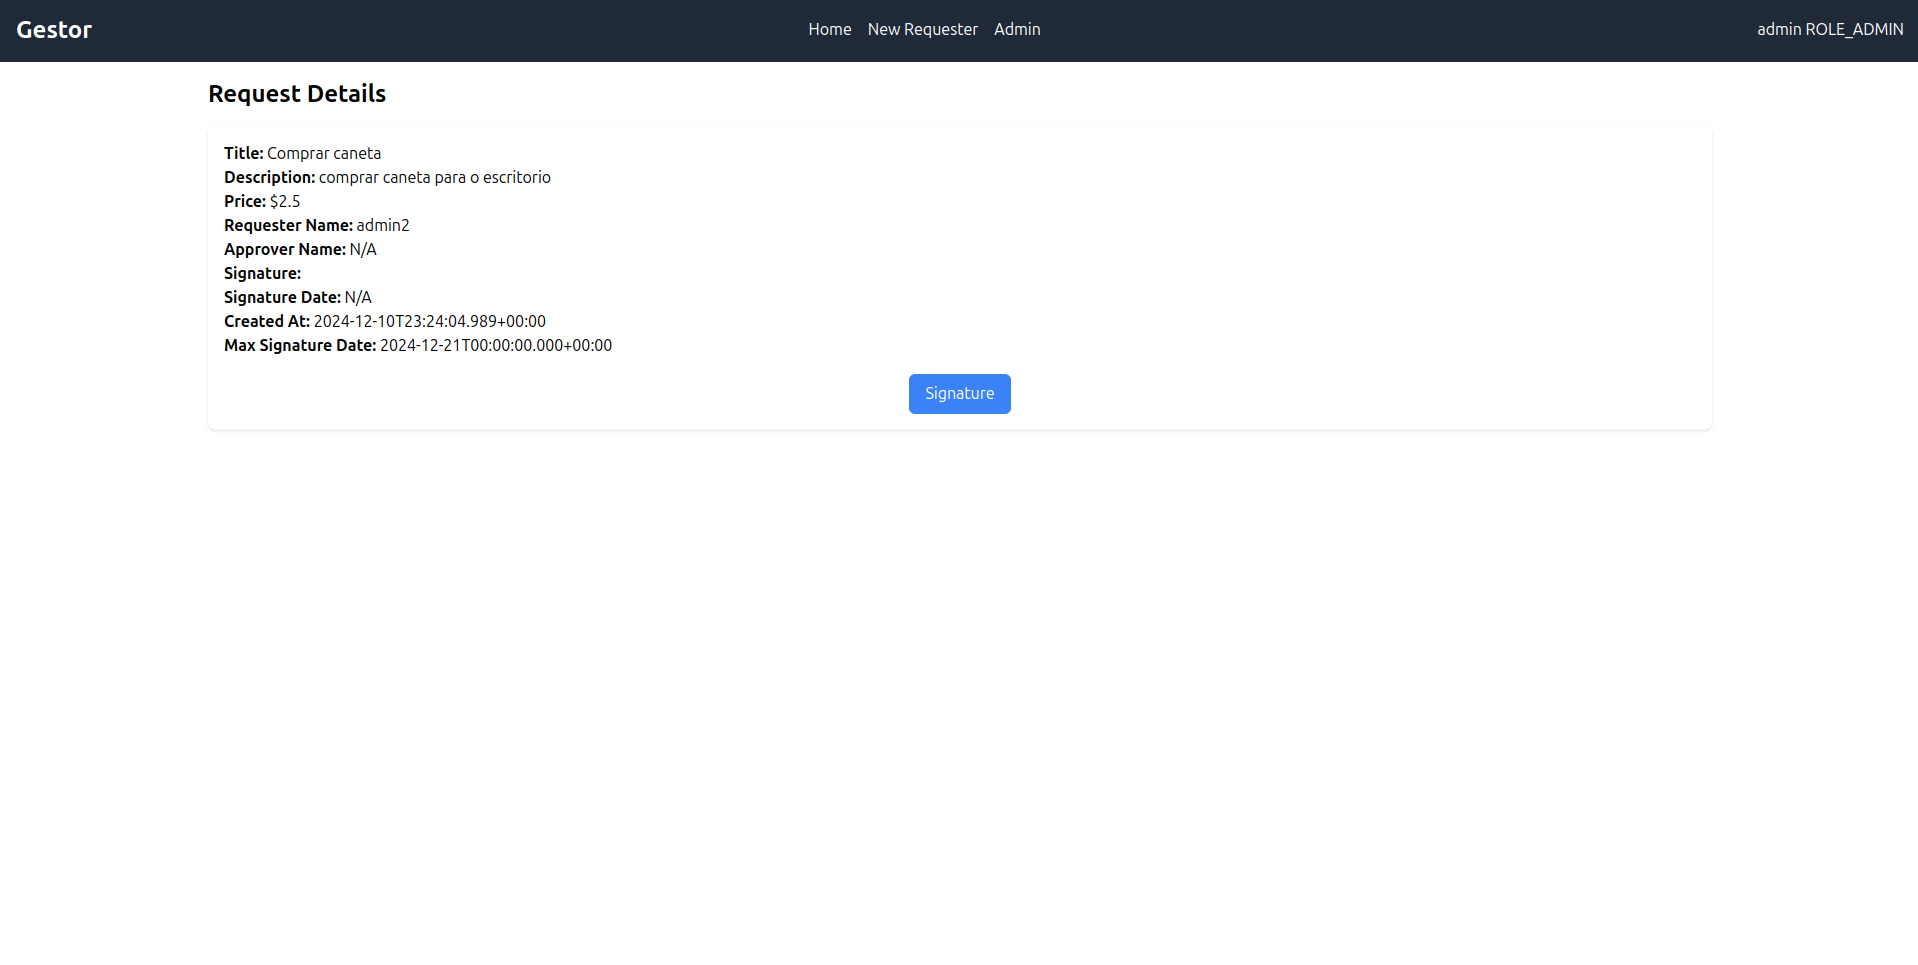 Gestor
Home New Requester Admin
admin ROLE_ADMIN
Request Details
Title: Comprar caneta
Description: comprar caneta para o escritorio
Price: $2.5
Requester Name: admin2
Approver Name: N/A
Signature:
Signature Date: N/A
Created At: 2024-12-10T23:24:04.989+00:00
Max Signature Date: 2024-12-21T00:00:00.000+00:00
Signature